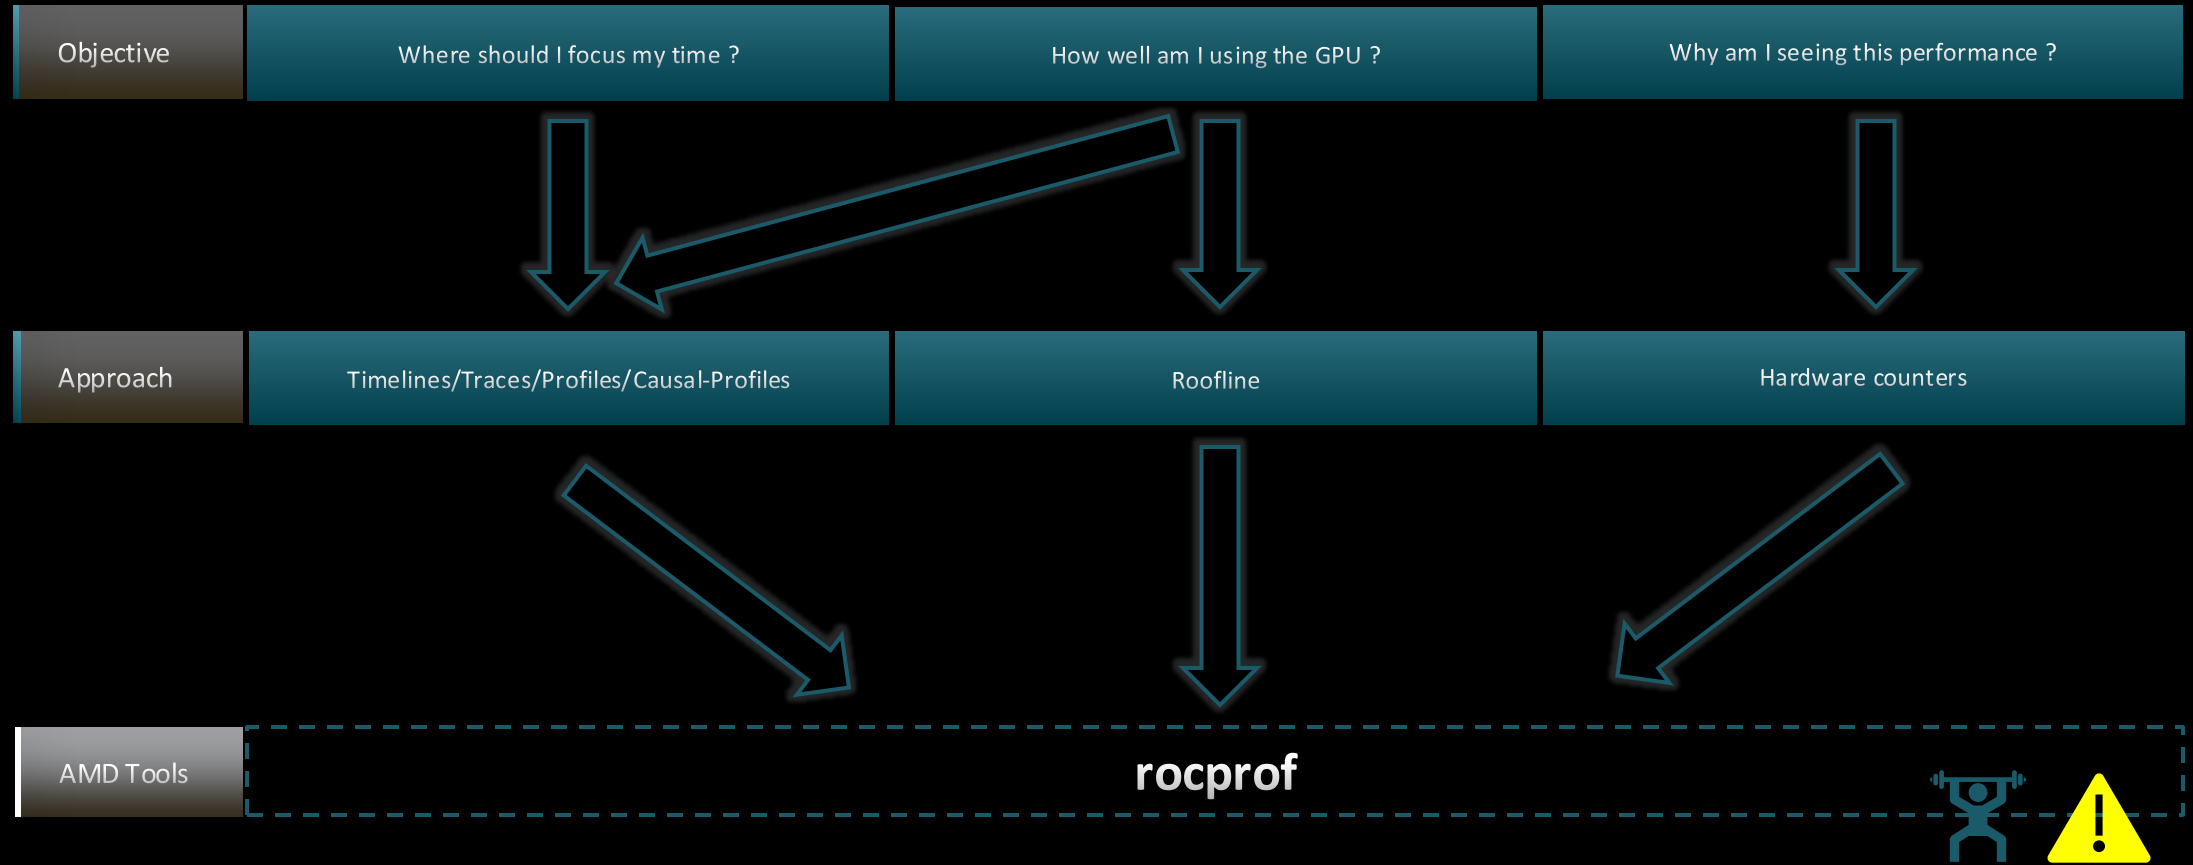 Objective
Where should I focus my time ?
How well am I using the GPU ?
Why am I seeing this performance ?
Approach
Timelines/Traces/Profiles/Causal-Profiles
Roofline
Hardware counters
AMD Tools
rocprof
!